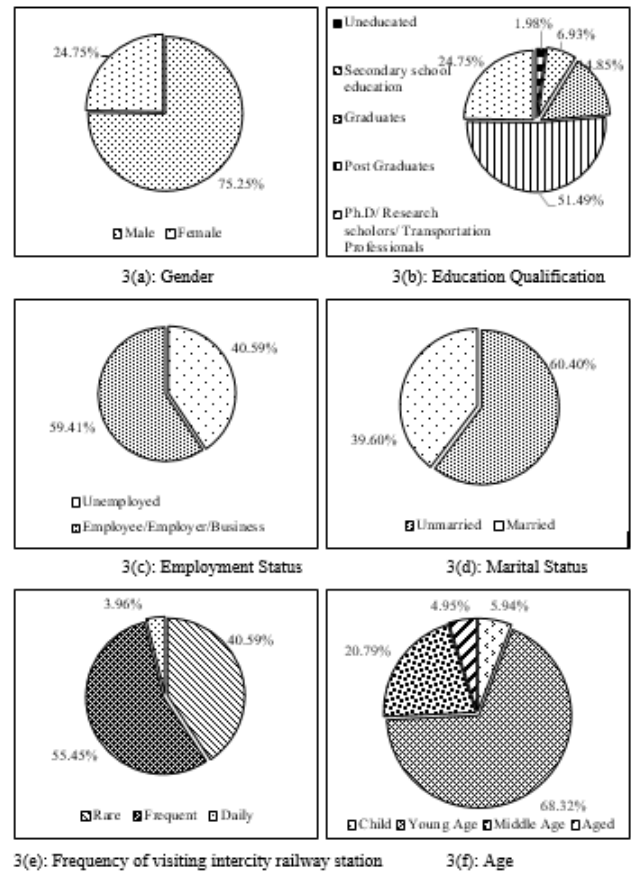 24.75%
75.25%
Male Female
3(a): Gender
Uneducated
Secondary school
education
Graduates
Post Graduates
Ph.D/ Research
scholors/ Transportation
Professionals
1.98%
6.93%
24.75%
4.85%
51.49%
3(b): Education Qualification
40.59%
59.41%
Unemployed
Employee/Employer/Business
3(c): Employment Status
60.40%
39.60%
Unmarried Married
3(d): Marital Status
3.96%
40.59%
55.45%
Rare Frequent Daily
3(e): Frequency of visiting intercity railway station
4.95% 5.94%
20.79%
68.32%
Child Young Age Middle Age Aged
3(f): Age